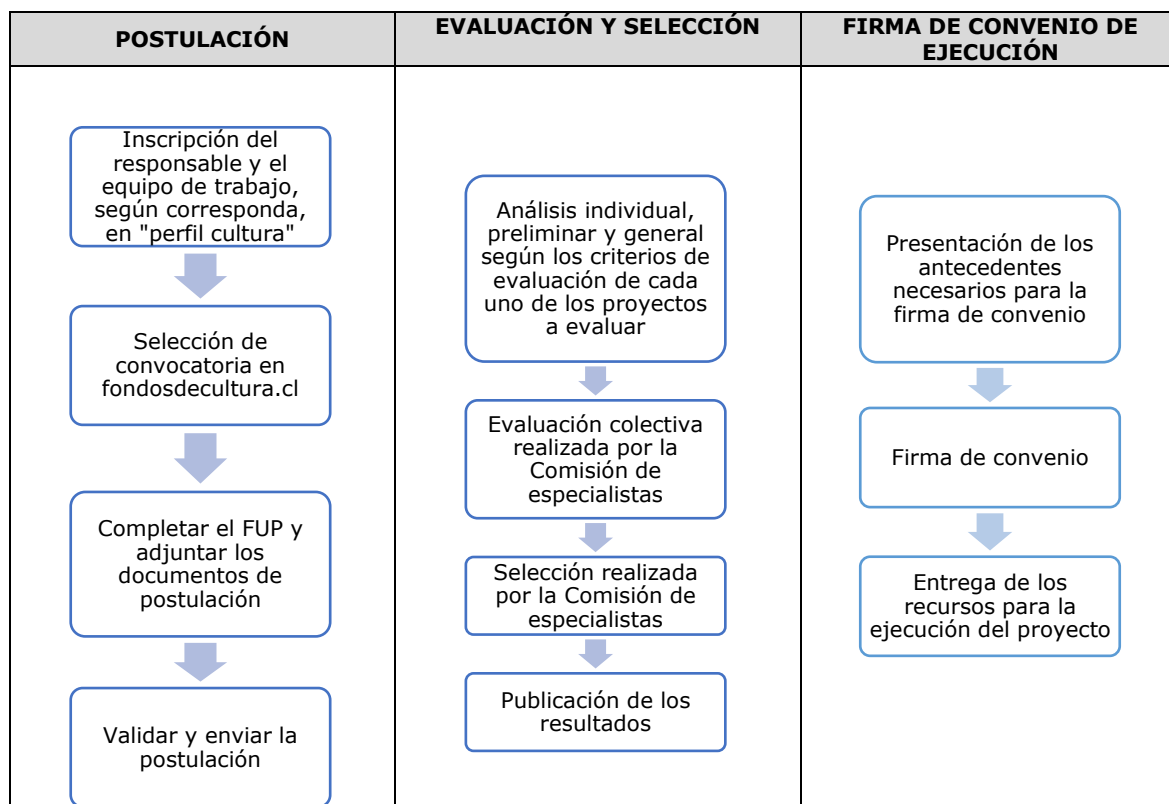 POSTULACIÓN
Inscripción del
responsable y el
equipo de trabajo,
según corresponda,
en "perfil cultura"
Selección de
convocatoria en
fondosdecultura.cl
Completar el FUP y
adjuntar los
documentos de
postulación
Validar y enviar la
postulación
EVALUACIÓN Y SELECCIÓN
Análisis individual,
preliminar y general
según los criterios de
evaluación de cada
uno de los proyectos
a evaluar
Evaluación colectiva
realizada por la
Comisión de
especialistas
Selección realizada
por la Comisión de
especialistas
Publicación de los
resultados
FIRMA DE CONVENIO DE
EJECUCIÓN
Presentación de los
antecedentes
necesarios para la
firma de convenio
Firma de convenio
Entrega de los
recursos para la
ejecución del proyecto